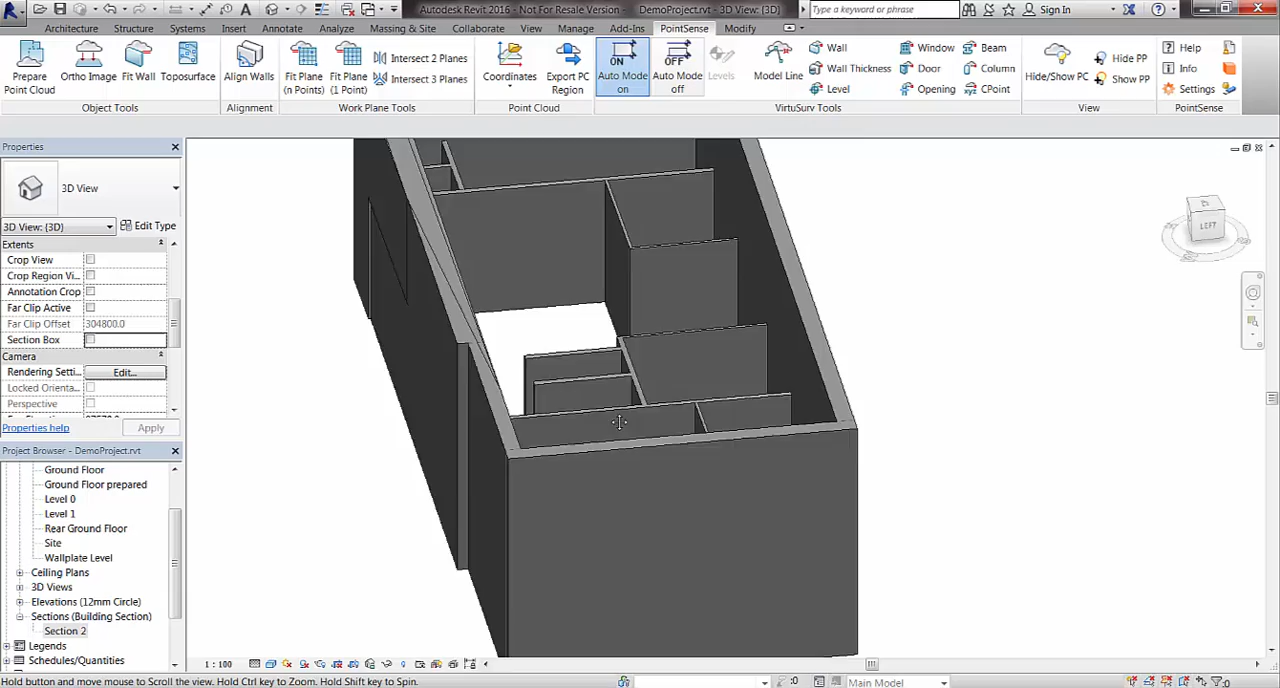 Autodesk Revit 2016 - Not For Resale Version - DemoProject.rvt - 3D View: {3D}
Type a keyword or phrase
Sign In
Architecture Structure Systems Insert Annotate Analyze Massing & Site Collaborate View Manage Add-Ins PointSense Modify
Prepare Point Cloud
Ortho Image
Fit Wall
Toposurface
Align Walls
Fit Plane (n Points)
Fit Plane (1 Point)
Intersect 2 Planes
Intersect 3 Planes
Coordinates
Export PC Region
ON
Auto Mode on
OFF
Auto Mode off
Levels
Model Line
Wall
Wall Thickness
Level
Window
Door
Opening
Beam
Column
CPoint
Hide/Show PC
Hide PP
Show PP
Help
Info
Settings
Object Tools
Alignment
Work Plane Tools
Point Cloud
VirtuSurv Tools
View
PointSense
Properties
3D View
3D View: {3D}
Edit Type
Extents
Crop View
Crop Region Vi...
Annotation Crop
Far Clip Active
Far Clip Offset 304800.0
Section Box
Camera
Rendering Setti... Edit...
Locked Orienta...
Perspective
Properties help
Apply
Project Browser - DemoProject.rvt
Ground Floor
Ground Floor prepared
Level 0
Level 1
Rear Ground Floor
Site
Wallplate Level
Ceiling Plans
3D Views
Elevations (12mm Circle)
Sections (Building Section)
Section 2
Legends
Schedules/Quantities
LEFT
1 : 100
Hold button and move mouse to Scroll the view. Hold Ctrl key to Zoom. Hold Shift key to Spin.
:0
Main Model
:0